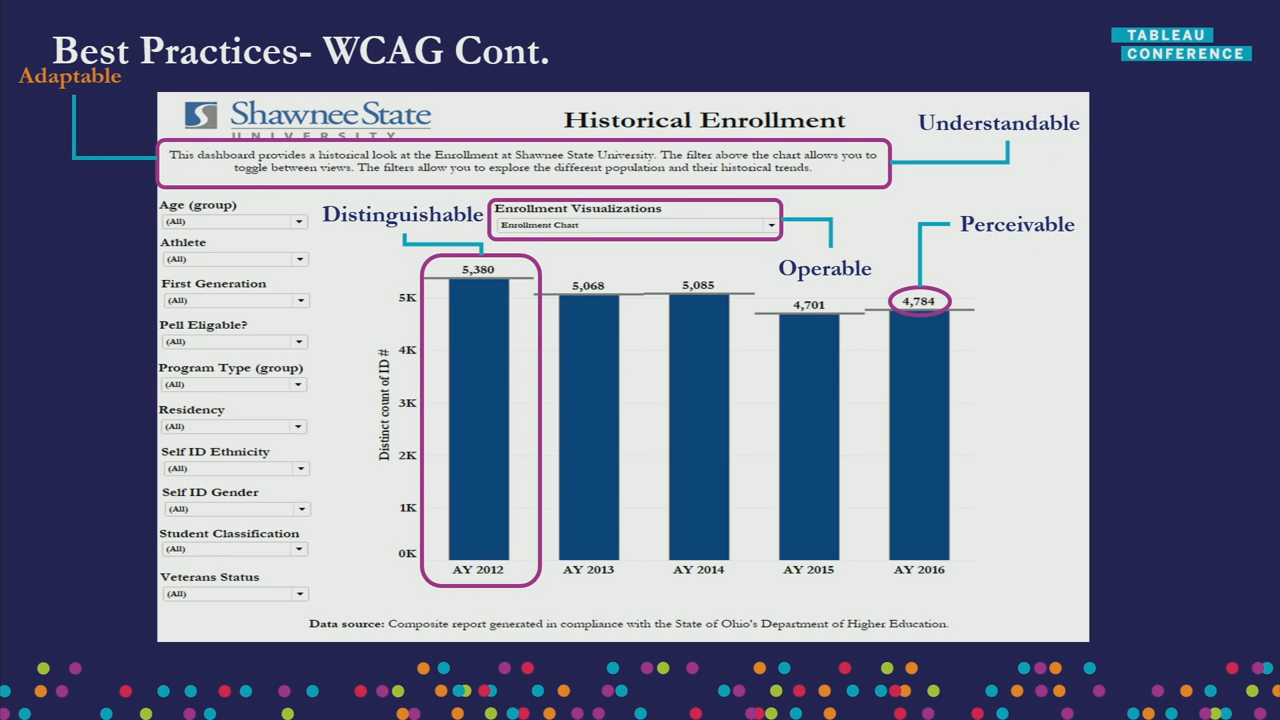 Best Practices- WCAG Cont.
TABLEAU
CONFERENCE
Adaptable
Shawnee State
UNIVERSITY
Historical Enrollment
Understandable
This dashboard provides a historical look at the Enrollment at Shawnee State University. The filter above the chart allows you to
toggle between views. The filters allow you to explore the different population and their historical trends.
Age (group)
(All)
Athlete
(All)
First Generation
(All)
Pell Eligable?
(All)
Program Type (group)
(All)
Residency
(All)
Self ID Ethnicity
(All)
Self ID Gender
(All)
Student Classification
(All)
Veterans Status
(All)
Distinguishable
Enrollment Visualizations
Enrollment Chart
Perceivable
Operable
5,380
5,068
5,085
4,701
4,784
5K
4K
3K
2K
1K
0K
Distinct count of ID #
AY 2012
AY 2013
AY 2014
AY 2015
AY 2016
Data source: Composite report generated in compliance with the State of Ohio's Department of Higher Education.